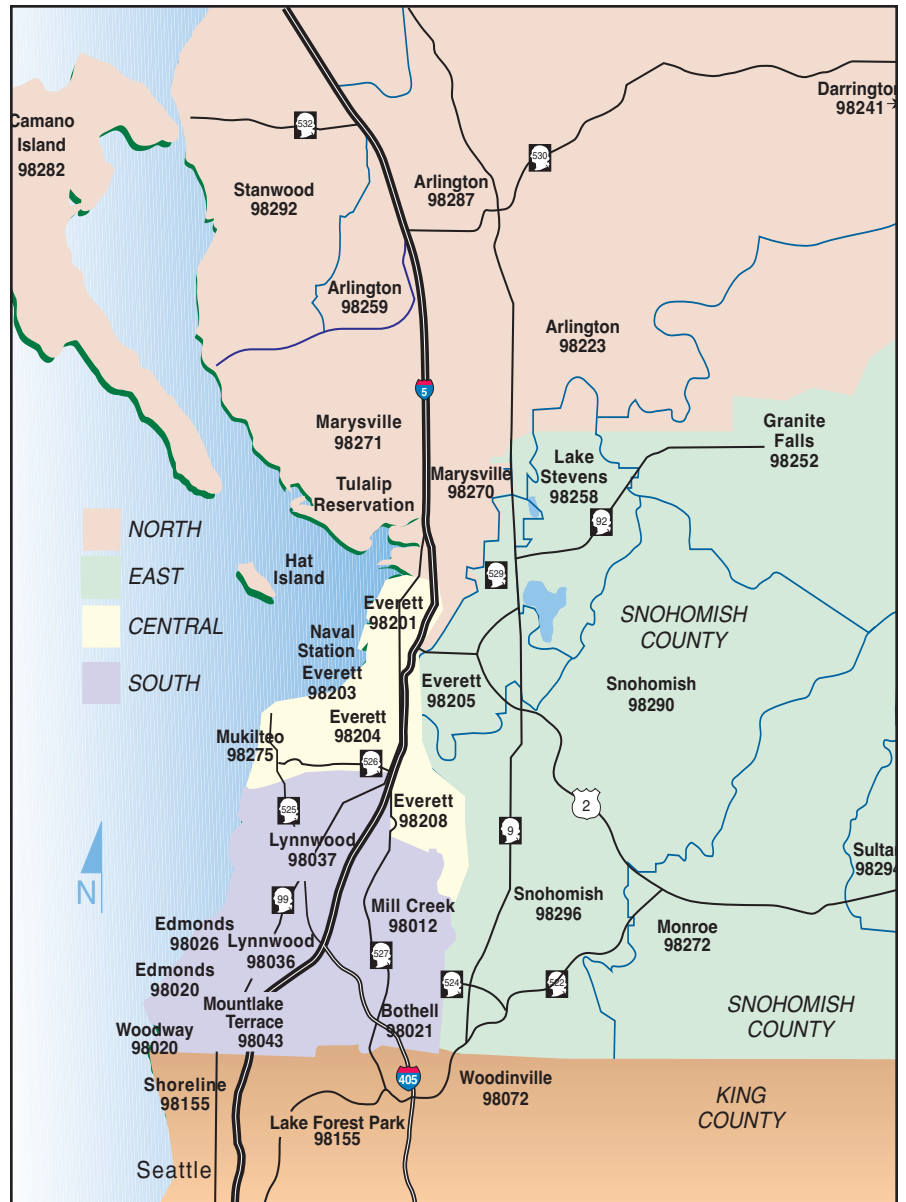 Darrington
98241
Camano
Island
98282
532
530
Stanwood
98292
Arlington
98287
Arlington
98259
Arlington
98223
5
Marysville
98271
Granite
Falls
98252
Lake
Stevens
98258
Marysville
98270
Tulalip
Reservation
92
NORTH
EAST
CENTRAL
SOUTH
Hat
Island
529
Everett
98201
Naval
Station
SNOHOMISH
COUNTY
Everett
98203
Everett
98205
Snohomish
98290
Everett
98204
Mukilteo
98275
526
525
Everett
98208
2
9
Lynnwood
98037
Sultan
98294
N
99
Mill Creek
98012
Snohomish
98296
Edmonds
98026
Lynnwood
98036
Monroe
98272
527
Edmonds
98020
524
522
Mountlake
Terrace
98043
Bothell
98021
SNOHOMISH
COUNTY
Woodway
98020
Shoreline
98155
405
Woodinville
98072
KING
COUNTY
Lake Forest Park
98155
Seattle